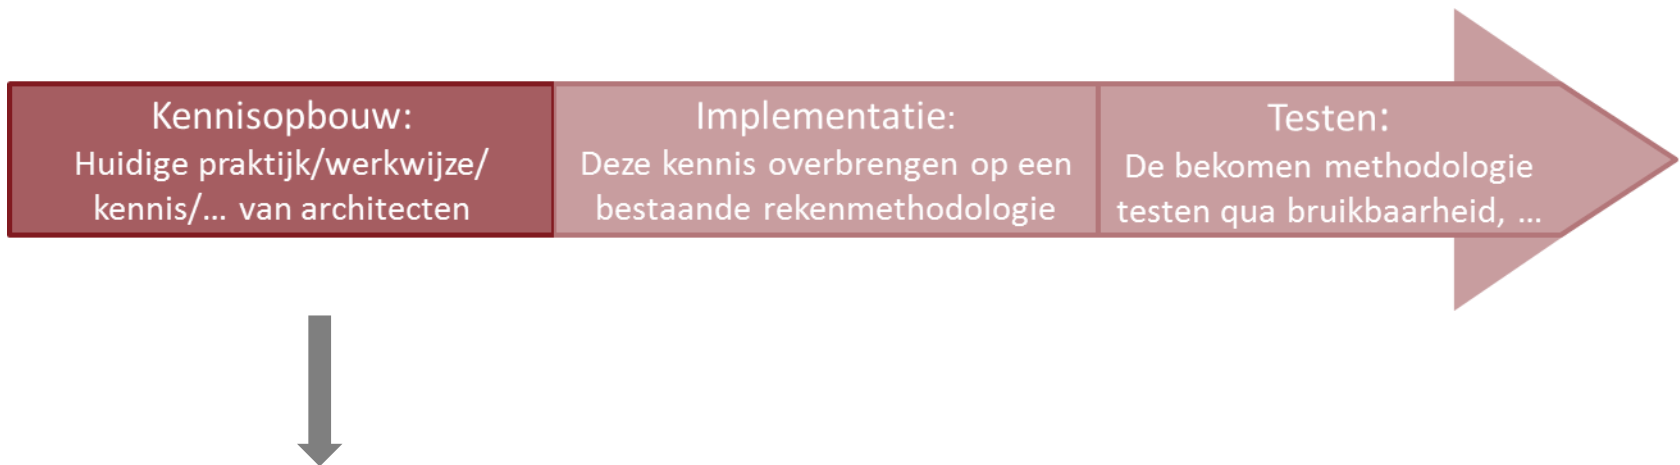 Kennisopbouw:
Huidige praktijk/werkwijze/
kennis/... van architecten
Implementatie:
Deze kennis overbrengen op een
bestaande rekenmethodologie
Testen:
De bekomen methodologie
testen qua bruikbaarheid, ...